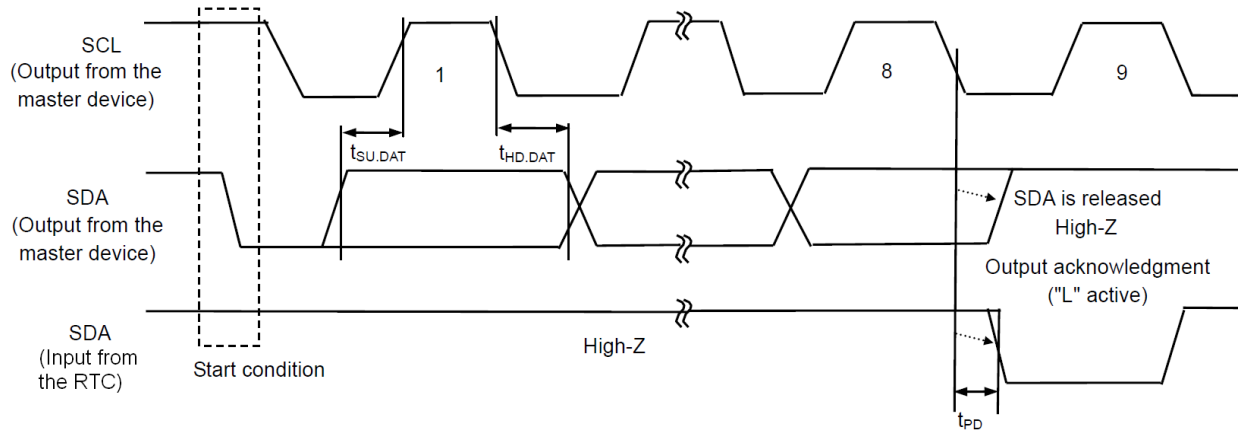 SCL
(Output from the
master device)
1
8
9
tSU.DAT
tHD.DAT
SDA
(Output from the
master device)
SDA is released
High-Z
Output acknowledgment
("L" active)
SDA
(Input from
the RTC)
Start condition
High-Z
tPD